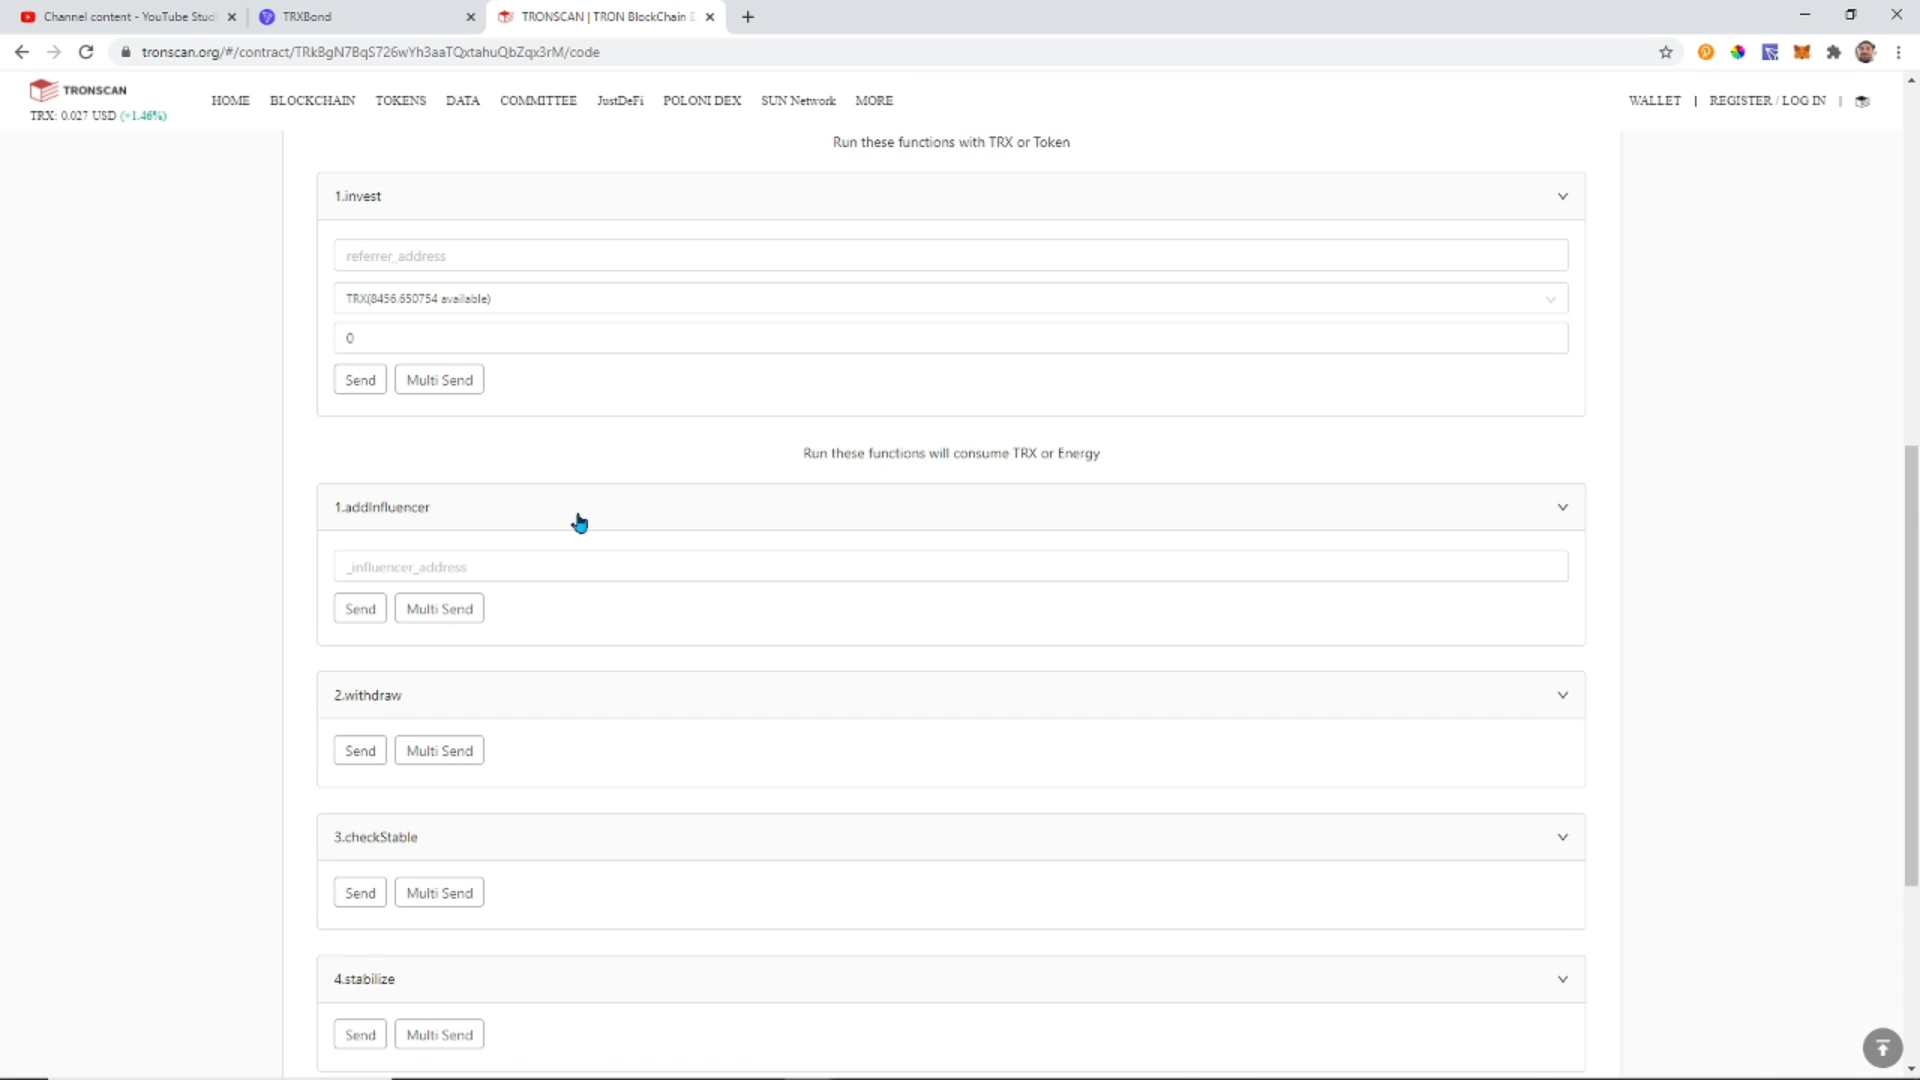 Channel content - YouTube Studi
TRXBond
TRONSCAN | TRON BlockChain E
tronscan.org/#/contract/TRkBgN7BqS726wYh3aaTQxtahuQbZqx3rM/code
TRONSCAN
TRX: 0.027 USD (+1.46%)
HOME
BLOCKCHAIN
TOKENS
DATA
COMMITTEE
JustDeFi
POLONI DEX
SUN Network
MORE
WALLET | REGISTER / LOG IN |
Run these functions with TRX or Token
1.invest
referrer_address
TRX(8456.650754 available)
0
Send
Multi Send
Run these functions will consume TRX or Energy
1.addInfluencer
_influencer_address
Send
Multi Send
2.withdraw
Send
Multi Send
3.checkStable
Send
Multi Send
4.stabilize
Send
Multi Send